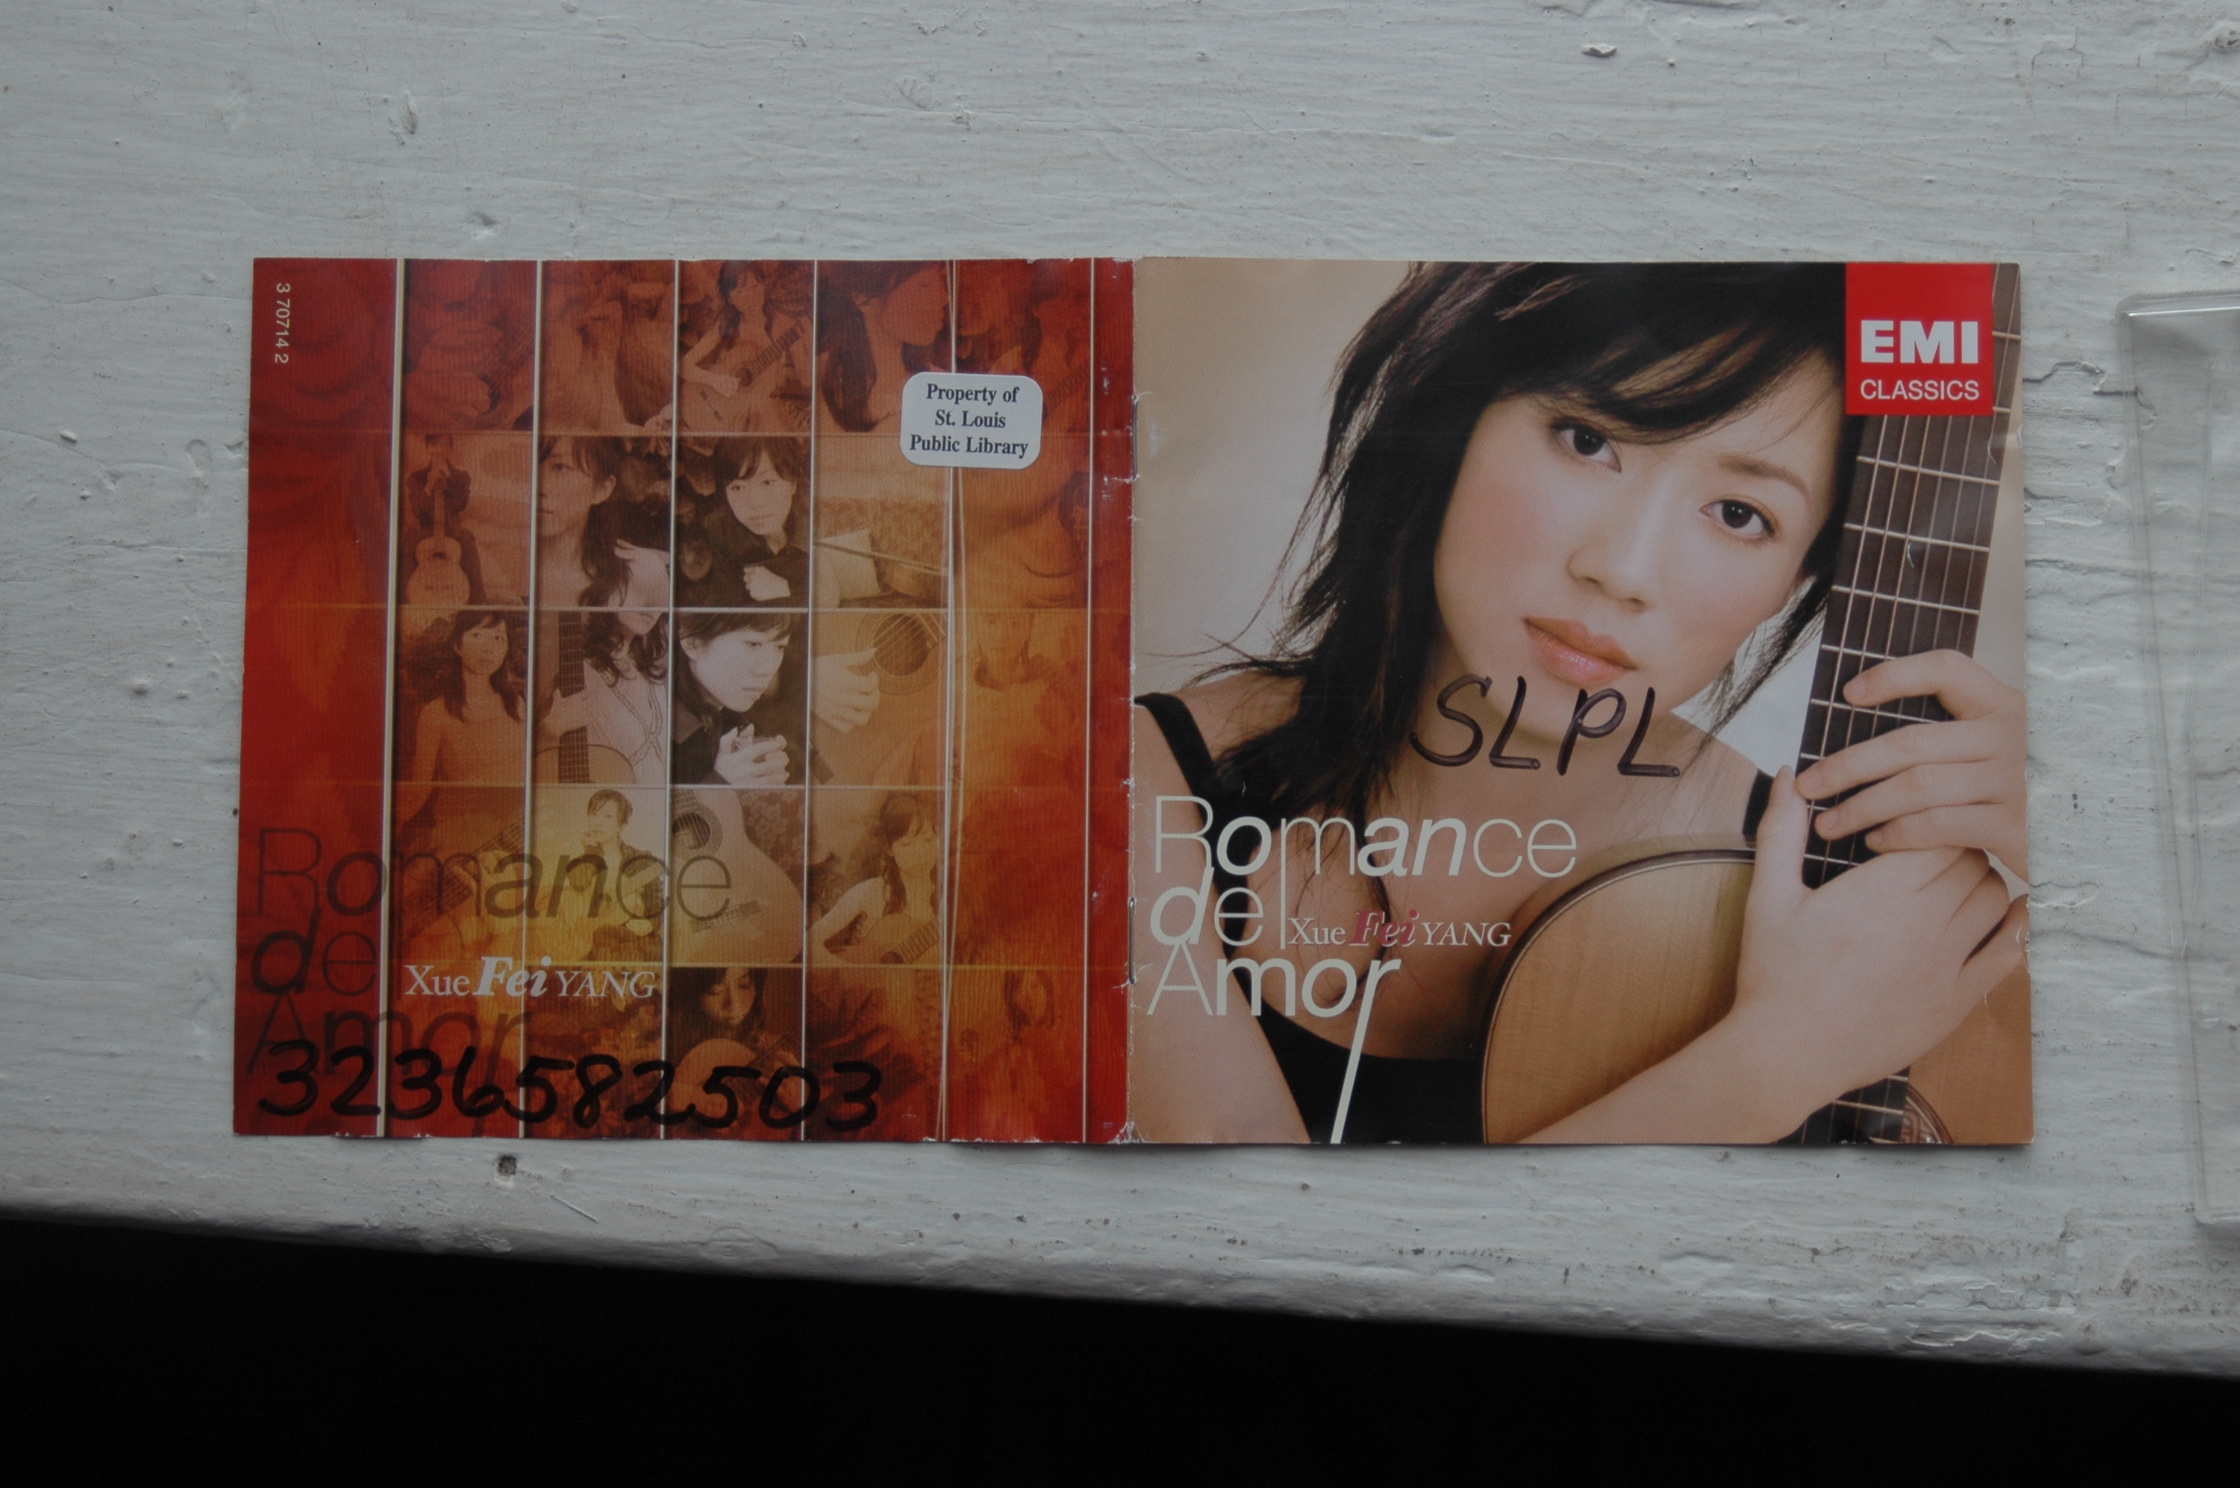 3 70714 2
Property of
St. Louis
Public Library
Romance
de
Amor
Xue Fei YANG
3236582503
EMI
CLASSICS
SLPL
Romance
de
Xue Fei YANG
Amor